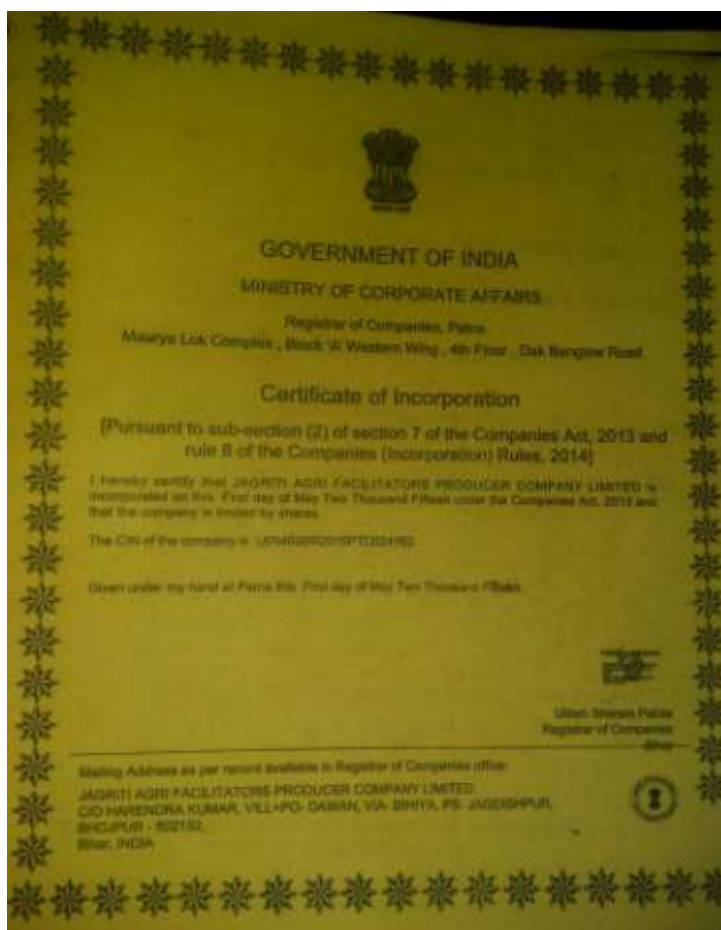 GOVERNMENT OF INDIA
MINISTRY OF CORPORATE AFFAIRS
Registrar of Companies, Patna
Maurya Lok Complex , Block 'A' Western Wing , 4th Floor , Dak Banglow Road
Certificate of Incorporation
[Pursuant to sub-section (2) of section 7 of the Companies Act, 2013 and
rule 8 of the Companies (Incorporation) Rules, 2014]
I hereby certify that JAGRITI AGRI FACILITATORS PRODUCER COMPANY LIMITED is
incorporated on this First day of May Two Thousand Fifteen under the Companies Act, 2013 and
that the company is limited by shares.
The CIN of the company is
Given under my hand at Patna this First day of May Two Thousand Fifteen.
Registrar of Companies
Bihar
Mailing Address as per record available in Registrar of Companies office:
JAGRITI AGRI FACILITATORS PRODUCER COMPANY LIMITED
C/O HARENDRA KUMAR, VILL+PO- DAWAN, VIA- BIHIYA, PS- JAGDISHPUR,
BHOJPUR -
Bihar, INDIA